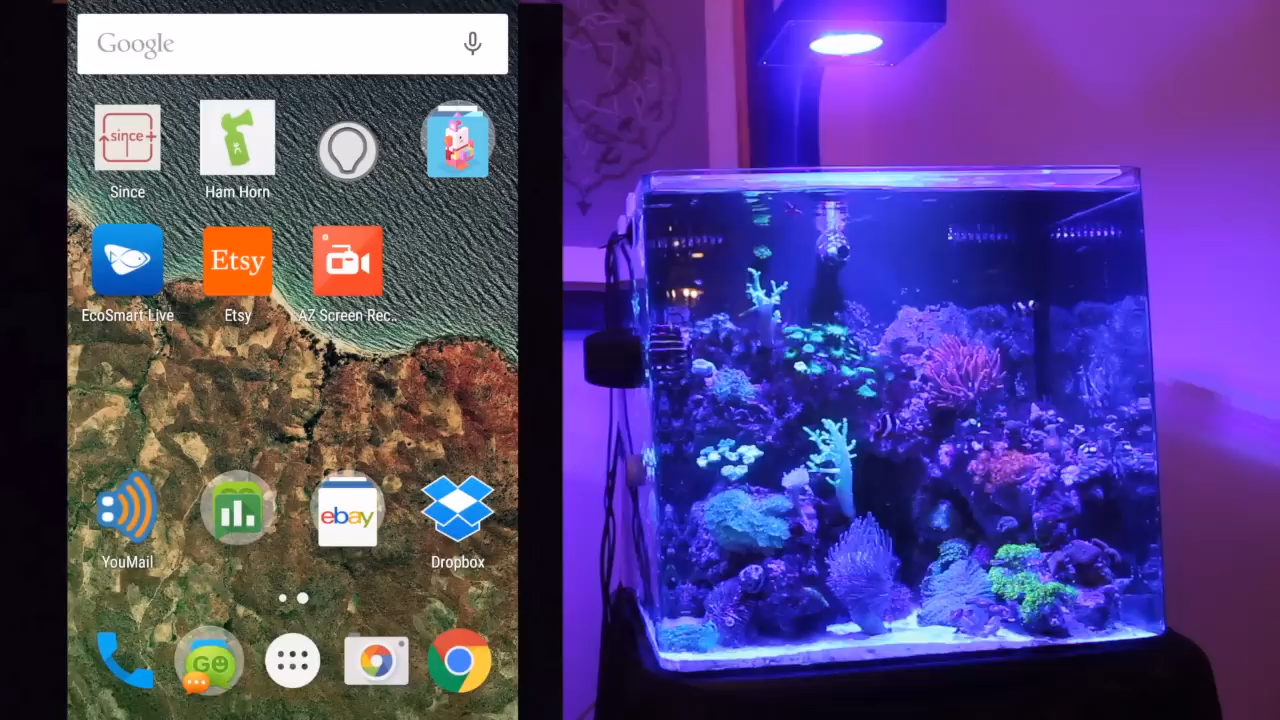 Google
since
Since
Ham Horn
EcoSmart Live
Etsy
Etsy
AZ Screen Rec..
ebay
YouMail
Dropbox
GO